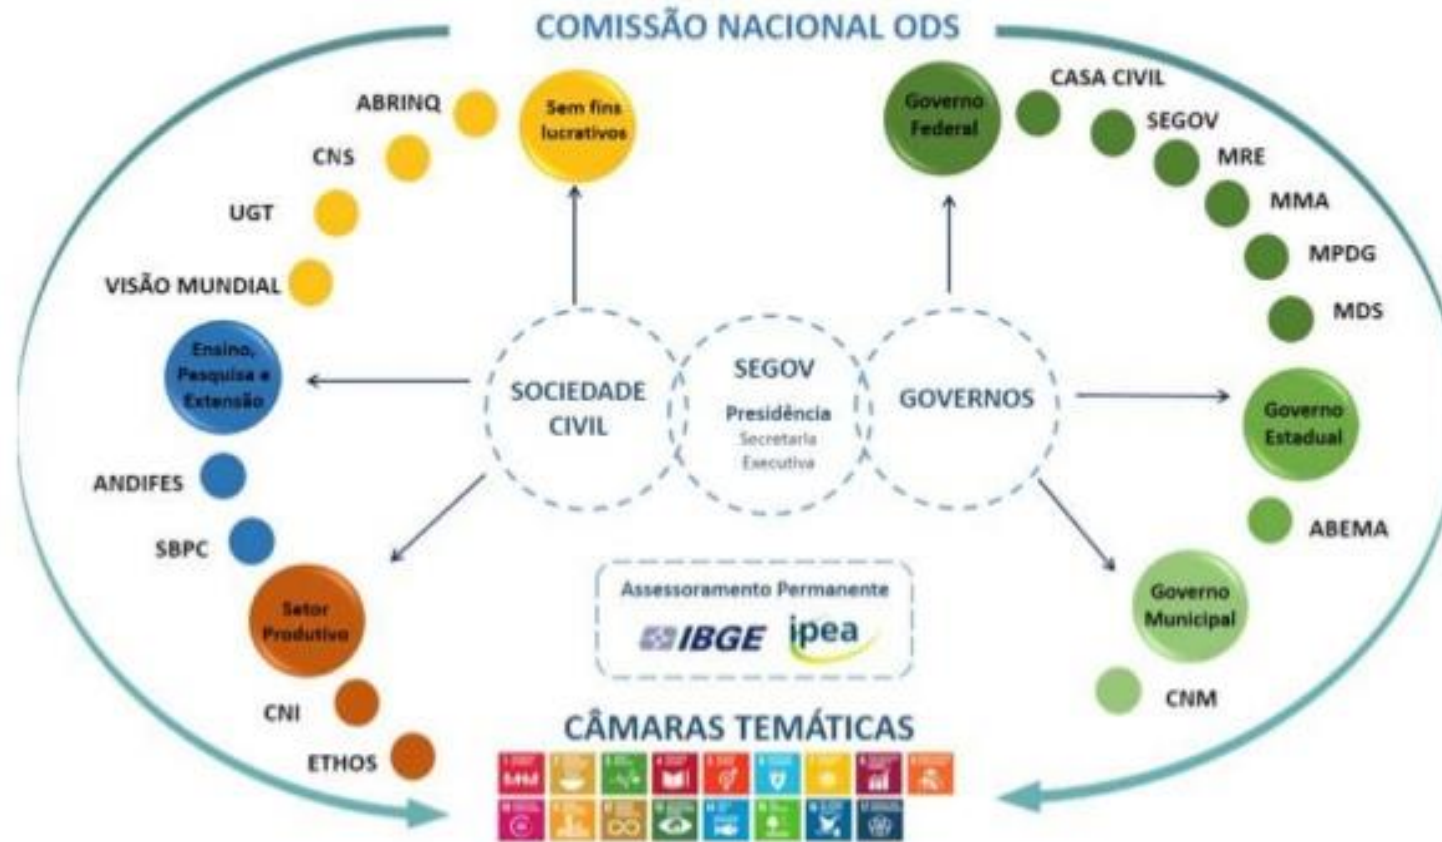 COMISSÃO NACIONAL ODS
Sem fins
lucrativos
ABRINQ
CNS
UGT
VISÃO MUNDIAL
Ensino,
Pesquisa e
Extensão
ANDIFES
SBPC
Setor
Produtivo
CNI
ETHOS
SOCIEDADE
CIVIL
SEGOV
Presidência
Secretaria
Executiva
GOVERNOS
Governo
Federal
CASA CIVIL
SEGOV
MRE
MMA
MPDG
MDS
Governo
Estadual
ABEMA
Governo
Municipal
CNM
Assessoramento Permanente
IBGE
ipea
CÂMARAS TEMÁTICAS